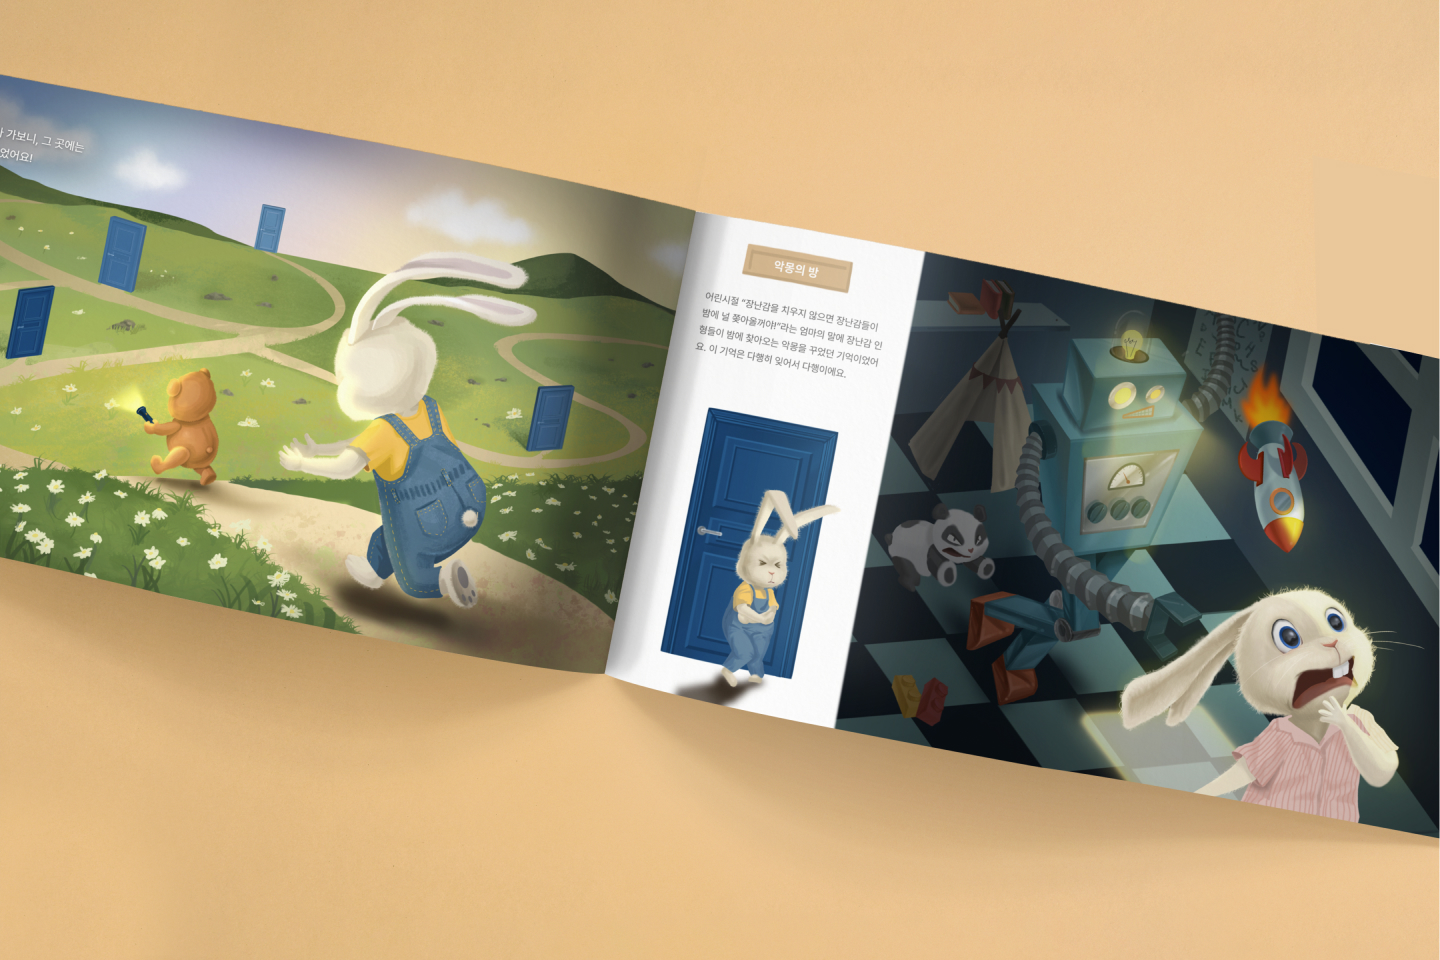 가보니, 그 곳에는
었어요!
악몽의 방
어린시절 “장난감을 치우지 않으면 장난감들이
밤에 널 쫓아올꺼야!”라는 엄마의 말에 장난감 인
형들이 밤에 찾아오는 악몽을 꾸었던 기억이었어
요. 이 기억은 다행히 잊어서 다행이에요.